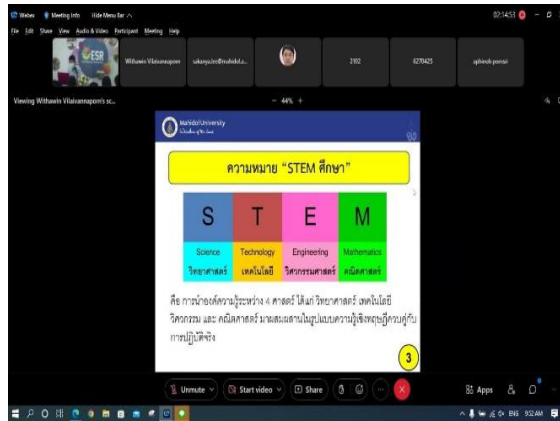 Webex Meeting Info Hide Menu Bar
02:14:53
File Edit Share View Audio & Video Participant Meeting Help
ESR
Withawin Vilaivannaporn
2102
6270425
Viewing Withawin Vilaivannaporn's sc...
44%
Mahidol University
ความหมาย "STEM ศึกษา"
S T E M
Science Technology Engineering Mathematics
วิทยาศาสตร์ เทคโนโลยี วิศวกรรมศาสตร์ คณิตศาสตร์
คือ การนำองค์ความรู้ระหว่าง 4 ศาสตร์ ได้แก่ วิทยาศาสตร์ เทคโนโลยี
วิศวกรรม และ คณิตศาสตร์ มาผสมผสานในรูปแบบความรู้เชิงทฤษฎีควบคู่กับ
การปฏิบัติจริง
3
Unmute Start video Share Apps
ENG 9:52 AM